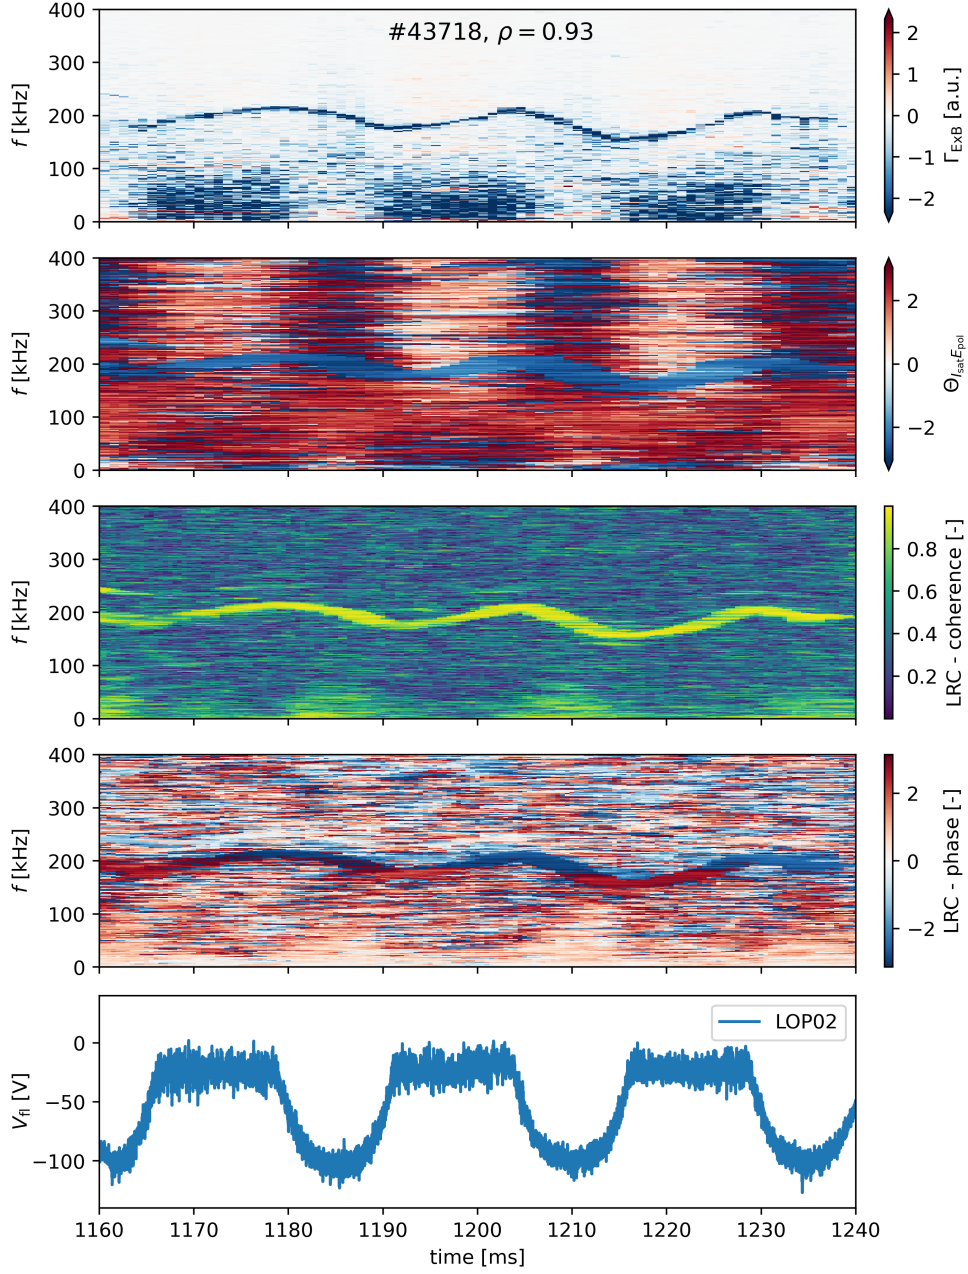 #43718, ρ = 0.93
400
300
200
100
0
f [kHz]
2
1
0
−1
−2
Γ_ExB [a.u.]
400
300
200
100
0
f [kHz]
2
0
−2
Θ_{I_sat E_pol}
400
300
200
100
0
f [kHz]
0.8
0.6
0.4
0.2
LRC - coherence [-]
400
300
200
100
0
f [kHz]
2
0
−2
LRC - phase [-]
0
−50
−100
V_fl [V]
LOP02
1160 1170 1180 1190 1200 1210 1220 1230 1240
time [ms]